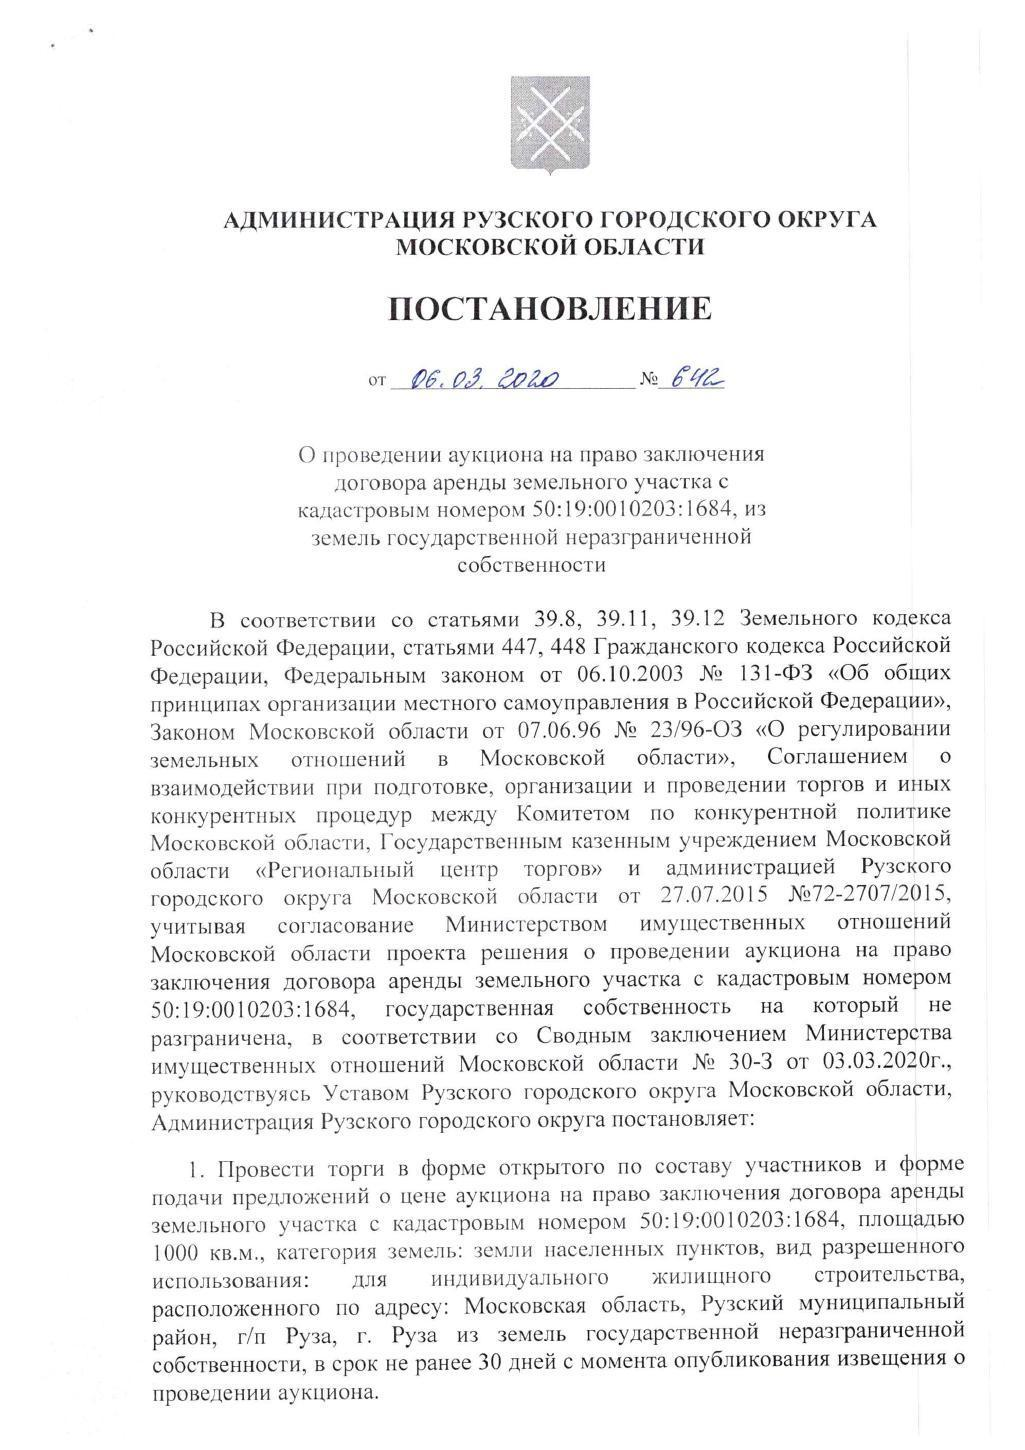 АДМИНИСТРАЦИЯ РУЗСКОГО ГОРОДСКОГО ОКРУГА
МОСКОВСКОЙ ОБЛАСТИ
ПОСТАНОВЛЕНИЕ
от 06.03.2020 № 642
О проведении аукциона на право заключения
договора аренды земельного участка с
кадастровым номером 50:19:0010203:1684, из
земель государственной неразграниченной
собственности
В соответствии со статьями 39.8, 39.11, 39.12 Земельного кодекса
Российской Федерации, статьями 447, 448 Гражданского кодекса Российской
Федерации, Федеральным законом от 06.10.2003 № 131-ФЗ «Об общих
принципах организации местного самоуправления в Российской Федерации»,
Законом Московской области от 07.06.96 № 23/96-ОЗ «О регулировании
земельных отношений в Московской области», Соглашением о
взаимодействии при подготовке, организации и проведении торгов и иных
конкурентных процедур между Комитетом по конкурентной политике
Московской области, Государственным казенным учреждением Московской
области «Региональный центр торгов» и администрацией Рузского
городского округа Московской области от 27.07.2015 №72-2707/2015,
учитывая согласование Министерством имущественных отношений
Московской области проекта решения о проведении аукциона на право
заключения договора аренды земельного участка с кадастровым номером
50:19:0010203:1684, государственная собственность на который не
разграничена, в соответствии со Сводным заключением Министерства
имущественных отношений Московской области № 30-З от 03.03.2020г.,
руководствуясь Уставом Рузского городского округа Московской области,
Администрация Рузского городского округа постановляет:
1. Провести торги в форме открытого по составу участников и форме
подачи предложений о цене аукциона на право заключения договора аренды
земельного участка с кадастровым номером 50:19:0010203:1684, площадью
1000 кв.м., категория земель: земли населенных пунктов, вид разрешенного
использования: для индивидуального жилищного строительства,
расположенного по адресу: Московская область, Рузский муниципальный
район, г/п Руза, г. Руза из земель государственной неразграниченной
собственности, в срок не ранее 30 дней с момента опубликования извещения о
проведении аукциона.